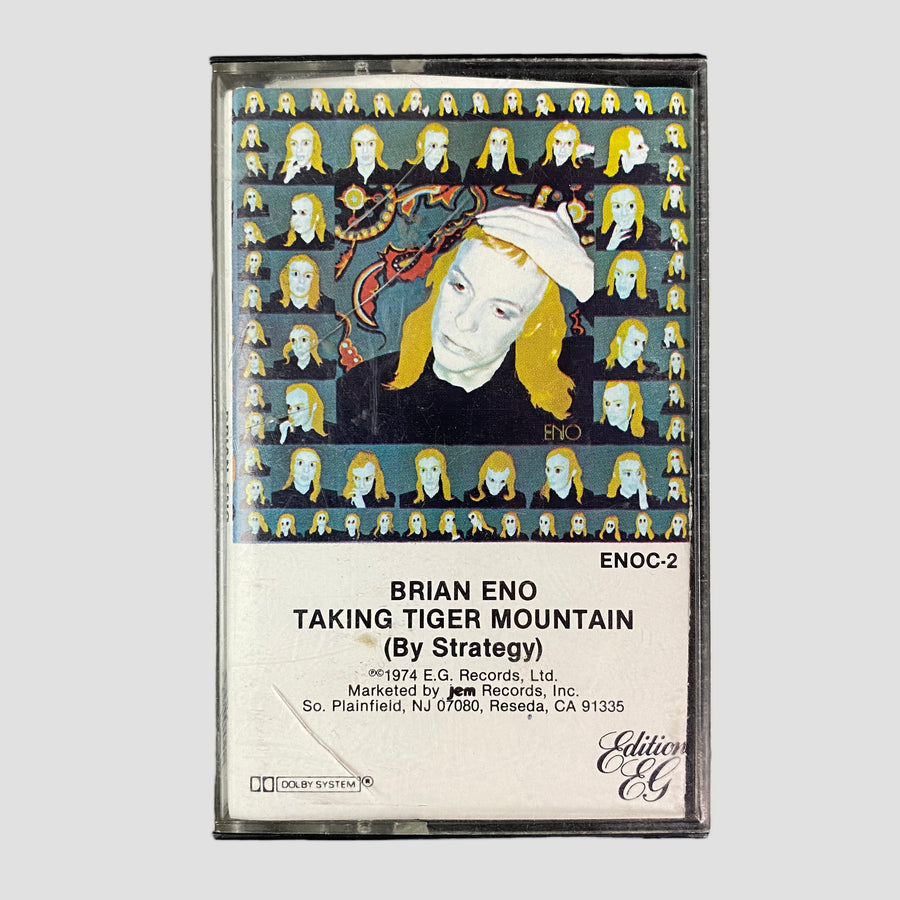 ENO
ENOC-2
BRIAN ENO
TAKING TIGER MOUNTAIN
(By Strategy)
℗©1974 E.G. Records, Ltd.
Marketed by jem Records, Inc.
So. Plainfield, NJ 07080, Reseda, CA 91335
Edition
EG
DOLBY SYSTEM ®